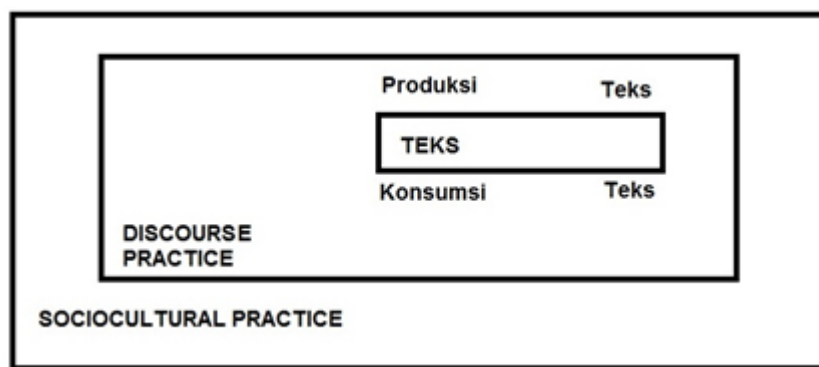 Produksi Teks
TEKS
Konsumsi Teks
DISCOURSE
PRACTICE
SOCIOCULTURAL PRACTICE